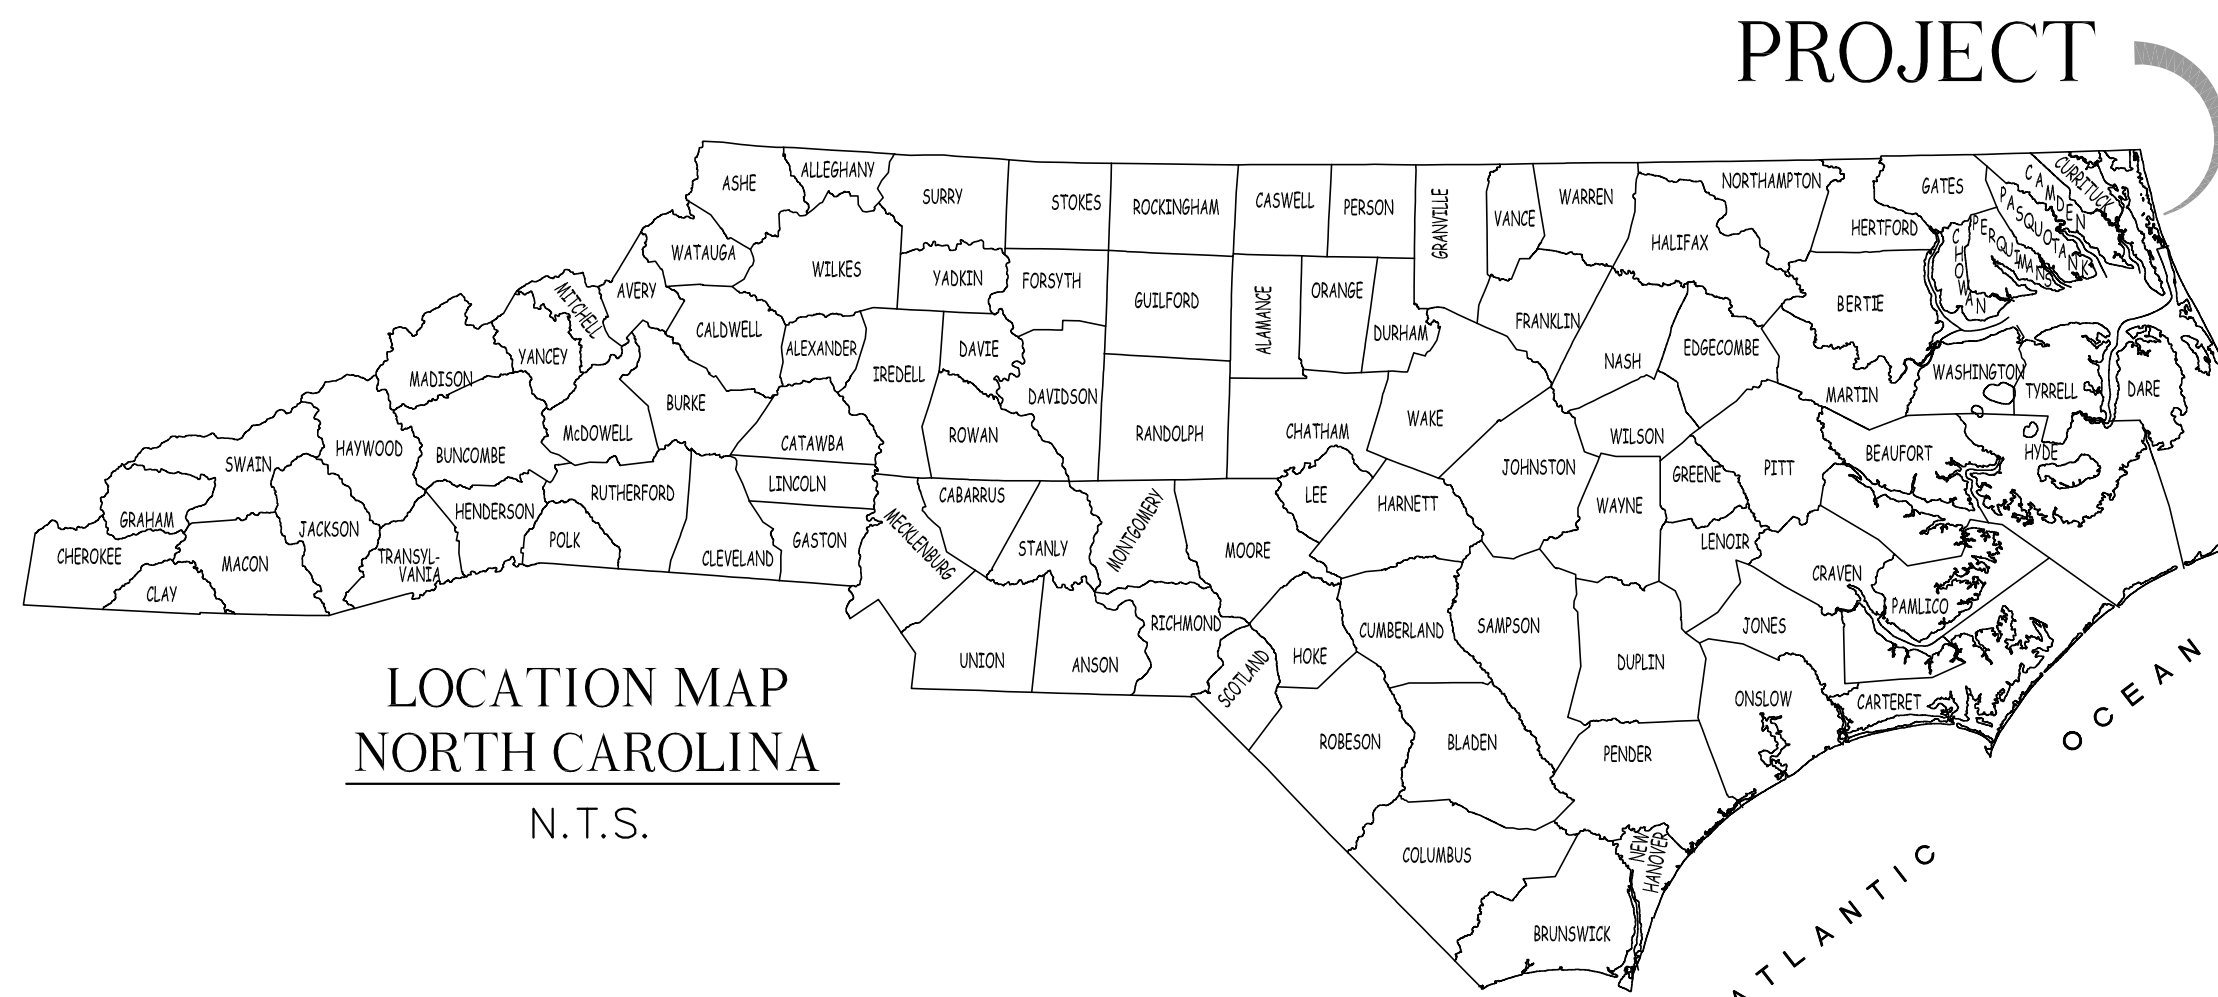 PROJECT
ASHE
ALLEGHANY
SURRY
STOKES
ROCKINGHAM
CASWELL
PERSON
GRANVILLE
VANCE
WARREN
NORTHAMPTON
GATES
CAMDEN
CURRITUCK
PASQUOTANK
PERQUIMANS
CHOWAN
HERTFORD
HALIFAX
WATAUGA
WILKES
YADKIN
FORSYTH
GUILFORD
ALAMANCE
ORANGE
DURHAM
FRANKLIN
NASH
EDGECOMBE
BERTIE
MITCHELL
AVERY
CALDWELL
ALEXANDER
IREDELL
DAVIE
MADISON
YANCEY
BURKE
DAVIDSON
RANDOLPH
CHATHAM
WAKE
WILSON
MARTIN
WASHINGTON
TYRRELL
DARE
SWAIN
HAYWOOD
BUNCOMBE
McDOWELL
CATAWBA
ROWAN
JOHNSTON
GREENE
PITT
BEAUFORT
HYDE
GRAHAM
CHEROKEE
CLAY
MACON
JACKSON
TRANSYL-
VANIA
HENDERSON
POLK
RUTHERFORD
CLEVELAND
LINCOLN
GASTON
MECKLENBURG
CABARRUS
STANLY
MONTGOMERY
MOORE
LEE
HARNETT
WAYNE
LENOIR
CRAVEN
PAMLICO
UNION
ANSON
RICHMOND
SCOTLAND
HOKE
CUMBERLAND
SAMPSON
DUPLIN
JONES
ONSLOW
CARTERET
ROBESON
BLADEN
PENDER
COLUMBUS
NEW
HANOVER
BRUNSWICK
LOCATION MAP
NORTH CAROLINA
N.T.S.
ATLANTIC OCEAN